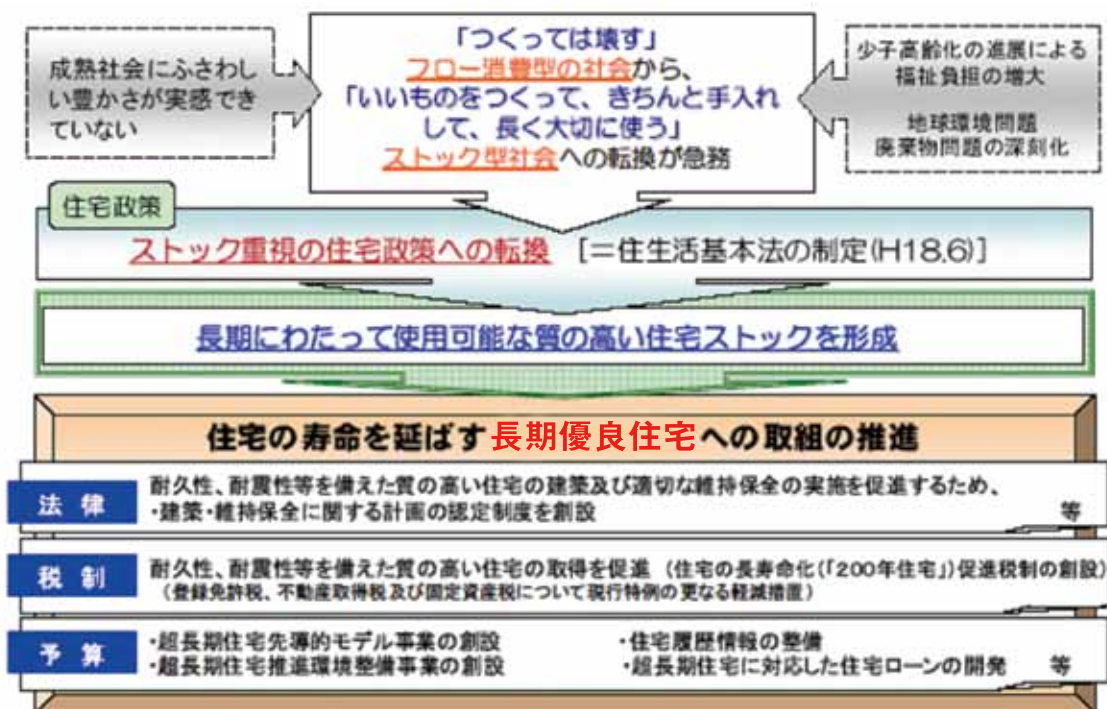 成熟社会にふさわし
い豊かさが実感でき
ていない
「つくっては壊す」
フロー消費型の社会から、
「いいものをつくって、きちんと手入れ
して、長く大切に使う」
ストック型社会への転換が急務
少子高齢化の進展による
福祉負担の増大
地球環境問題
廃棄物問題の深刻化
住宅政策
ストック重視の住宅政策への転換 [=住生活基本法の制定(H18.6)]
長期にわたって使用可能な質の高い住宅ストックを形成
住宅の寿命を延ばす長期優良住宅への取組の推進
法律
耐久性、耐震性等を備えた質の高い住宅の建築及び適切な維持保全の実施を促進するため、
・建築・維持保全に関する計画の認定制度を創設 等
税制
耐久性、耐震性等を備えた質の高い住宅の取得を促進(住宅の長寿命化(「200年住宅」)促進税制の創設)
(登録免許税、不動産取得税及び固定資産税について現行特例の更なる軽減措置)
予算
・超長期住宅先導的モデル事業の創設 ・住宅履歴情報の整備
・超長期住宅推進環境整備事業の創設 ・超長期住宅に対応した住宅ローンの開発 等